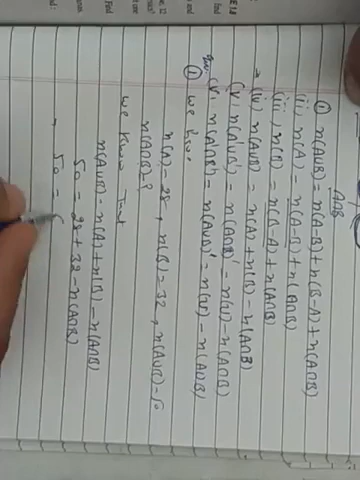 A∩B
① n(A∪B) = n(A-B) + n(B-A) + n(A∩B)
(ii) n(A) = n(A-B) + n(A∩B)
(iii) n(B) = n(B-A) + n(A∩B)
→ (iv) n(A∪B) = n(A) + n(B) - n(A∩B)
(v) n(A'∪B') = n(A∩B)' = n(U) - n(A∩B)
(vi) n(A'∩B') = n(A∪B)' = n(U) - n(A∪B)
① we have
n(A) = 28, n(B) = 32, n(A∪B) = 50
n(A∩B) = ?
we know that
n(A∪B) = n(A) + n(B) - n(A∩B)
50 = 28 + 32 - n(A∩B)
50 =